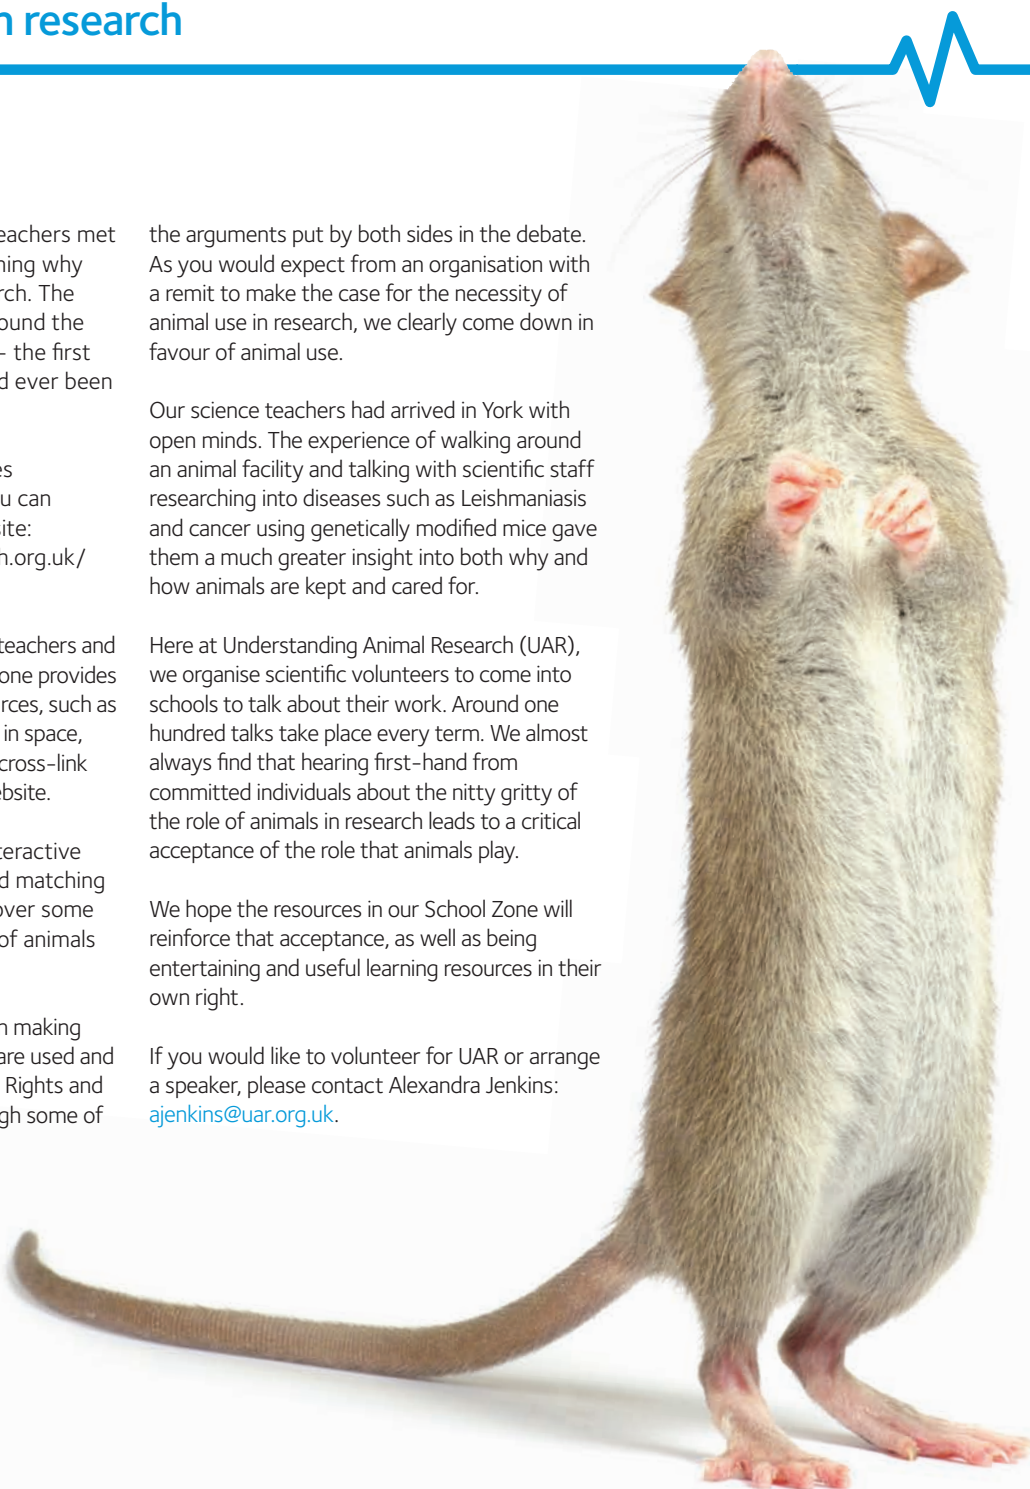 n research
eachers met
ning why
rch. The
ound the
– the first
d ever been
es
u can
site:
h.org.uk/
teachers and
one provides
rces, such as
in space,
cross-link
ebsite.
teractive
d matching
over some
of animals
n making
are used and
Rights and
gh some of
the arguments put by both sides in the debate.
As you would expect from an organisation with
a remit to make the case for the necessity of
animal use in research, we clearly come down in
favour of animal use.
Our science teachers had arrived in York with
open minds. The experience of walking around
an animal facility and talking with scientific staff
researching into diseases such as Leishmaniasis
and cancer using genetically modified mice gave
them a much greater insight into both why and
how animals are kept and cared for.
Here at Understanding Animal Research (UAR),
we organise scientific volunteers to come into
schools to talk about their work. Around one
hundred talks take place every term. We almost
always find that hearing first-hand from
committed individuals about the nitty gritty of
the role of animals in research leads to a critical
acceptance of the role that animals play.
We hope the resources in our School Zone will
reinforce that acceptance, as well as being
entertaining and useful learning resources in their
own right.
If you would like to volunteer for UAR or arrange
a speaker, please contact Alexandra Jenkins:
ajenkins@uar.org.uk.